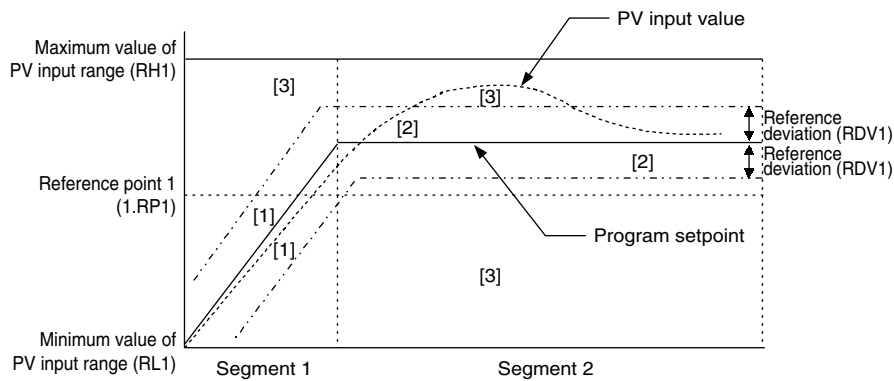 PV input value
Maximum value of
PV input range (RH1)
[3]
[3]
[2]
Reference
deviation (RDV1)
[2]
Reference
deviation (RDV1)
Reference point 1
(1.RP1)
[1]
[1]
Program setpoint
[3]
Minimum value of
PV input range (RL1)
Segment 1
Segment 2